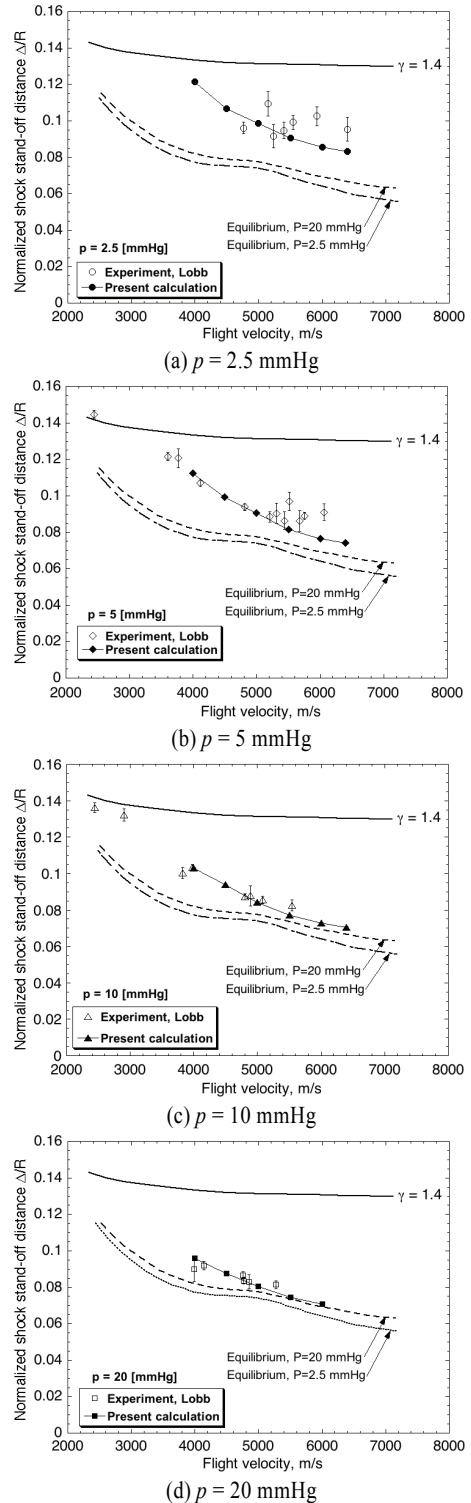 0.16
0.14
0.12
0.1
0.08
0.06
0.04
0.02
0
Normalized shock stand-off distance Δ/R
γ = 1.4
Equilibrium, P=20 mmHg
Equilibrium, P=2.5 mmHg
p = 2.5 [mmHg]
Experiment, Lobb
Present calculation
2000 3000 4000 5000 6000 7000 8000
Flight velocity, m/s
(a) p = 2.5 mmHg
0.16
0.14
0.12
0.1
0.08
0.06
0.04
0.02
0
Normalized shock stand-off distance Δ/R
γ = 1.4
Equilibrium, P=20 mmHg
Equilibrium, P=2.5 mmHg
p = 5 [mmHg]
Experiment, Lobb
Present calculation
2000 3000 4000 5000 6000 7000 8000
Flight velocity, m/s
(b) p = 5 mmHg
0.16
0.14
0.12
0.1
0.08
0.06
0.04
0.02
0
Normalized shock stand-off distance Δ/R
γ = 1.4
Equilibrium, P=20 mmHg
Equilibrium, P=2.5 mmHg
p = 10 [mmHg]
Experiment, Lobb
Present calculation
2000 3000 4000 5000 6000 7000 8000
Flight velocity, m/s
(c) p = 10 mmHg
0.16
0.14
0.12
0.1
0.08
0.06
0.04
0.02
0
Normalized shock stand-off distance Δ/R
γ = 1.4
Equilibrium, P=20 mmHg
Equilibrium, P=2.5 mmHg
p = 20 [mmHg]
Experiment, Lobb
Present calculation
2000 3000 4000 5000 6000 7000 8000
Flight velocity, m/s
(d) p = 20 mmHg